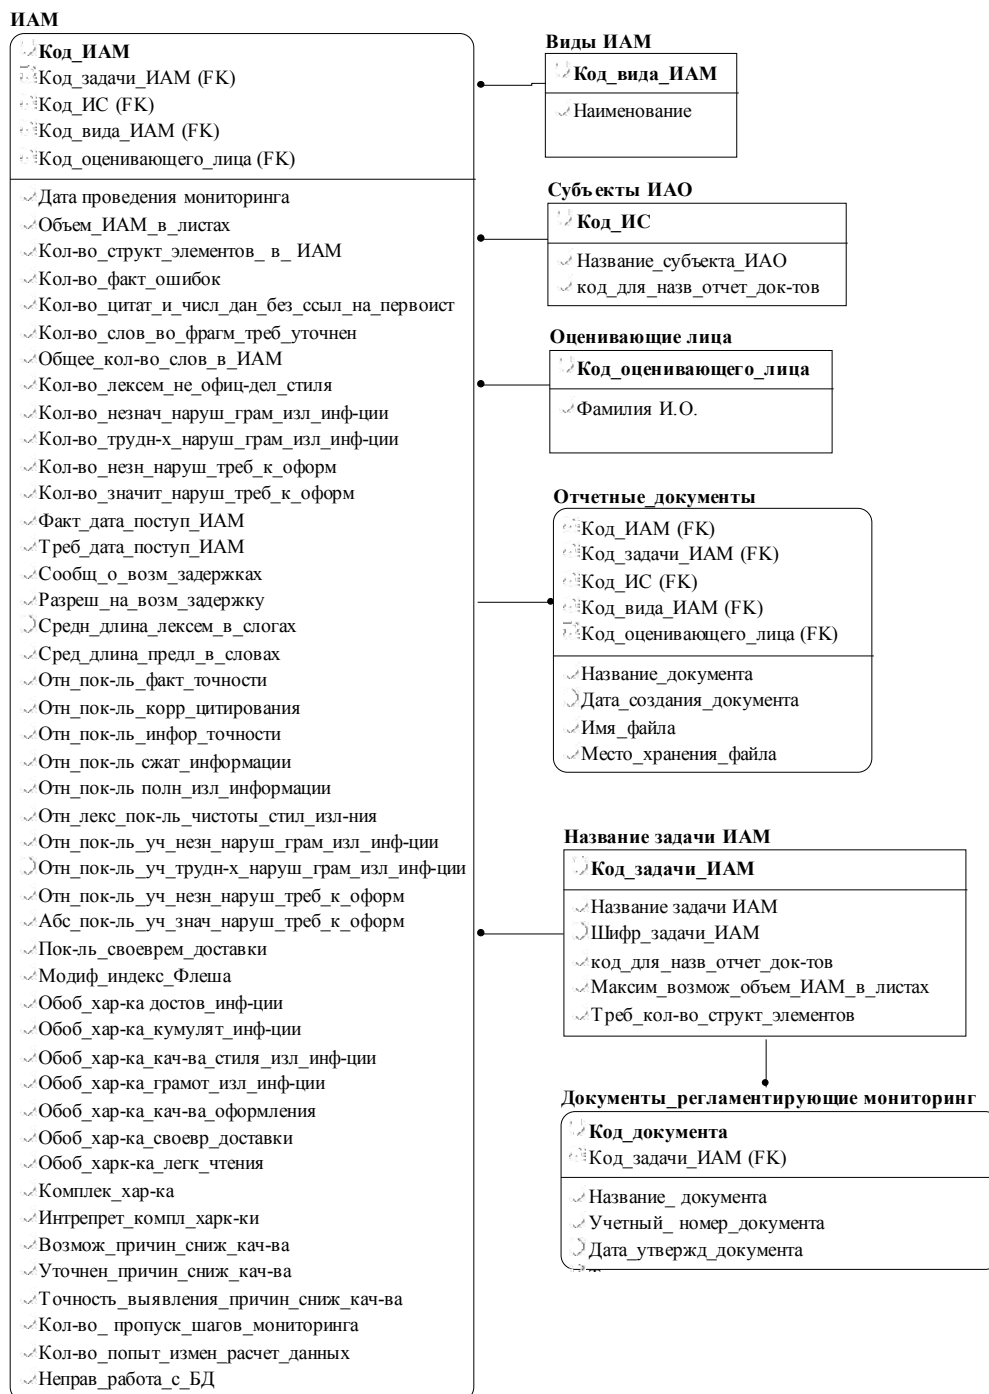 ИАМ
Код_ИАМ
Код_задачи_ИАМ (FK)
Код_ИС (FK)
Код_вида_ИАМ (FK)
Код_оценивающего_лица (FK)
Дата проведения мониторинга
Объем_ИАМ_в_листах
Кол-во_структ_элементов_ в_ ИАМ
Кол-во_факт_ошибок
Кол-во_цитат_и_числ_дан_без_ссыл_на_первоист
Кол-во_слов_во_фрагм_треб_уточнен
Общее_кол-во_слов_в_ИАМ
Кол-во_лексем_не_офиц-дел_стиля
Кол-во_незнач_наруш_грам_изл_инф-ции
Кол-во_трудн-х_наруш_грам_изл_инф-ции
Кол-во_незн_наруш_треб_к_оформ
Кол-во_значит_наруш_треб_к_оформ
Факт_дата_поступ_ИАМ
Треб_дата_поступ_ИАМ
Сообщ_о_возм_задержках
Разреш_на_возм_задержку
Средн_длина_лексем_в_слогах
Сред_длина_предл_в_словах
Отн_пок-ль_факт_точности
Отн_пок-ль_корр_цитирования
Отн_пок-ль_инфор_точности
Отн_пок-ль сжат_информации
Отн_пок-ль полн_изл_информации
Отн_лекс_пок-ль_чистоты_стил_изл-ния
Отн_пок-ль_уч_незн_наруш_грам_изл_инф-ции
Отн_пок-ль_уч_трудн-х_наруш_грам_изл_инф-ции
Отн_пок-ль_уч_незн_наруш_треб_к_оформ
Абс_пок-ль_уч_знач_наруш_треб_к_оформ
Пок-ль_своеврем_доставки
Модиф_индекс_Флеша
Обоб_хар-ка достов_инф-ции
Обоб_хар-ка_кумулят_инф-ции
Обоб_хар-ка_кач-ва_стиля_изл_инф-ции
Обоб_хар-ка_грамот_изл_инф-ции
Обоб_хар-ка_кач-ва_оформления
Обоб_хар-ка_своевр_доставки
Обоб_харк-ка_легк_чтения
Комплек_хар-ка
Интрепрет_компл_харк-ки
Возмож_причин_сниж_кач-ва
Уточнен_причин_сниж_кач-ва
Точность_выявления_причин_сниж_кач-ва
Кол-во_ пропуск_шагов_мониторинга
Кол-во_попыт_измен_расчет_данных
Неправ_работа_с_БД
Виды ИАМ
Код_вида_ИАМ
Наименование
Субъекты ИАО
Код_ИС
Название_субъекта_ИАО
код_для_назв_отчет_док-тов
Оценивающие лица
Код_оценивающего_лица
Фамилия И.О.
Отчетные_документы
Код_ИАМ (FK)
Код_задачи_ИАМ (FK)
Код_ИС (FK)
Код_вида_ИАМ (FK)
Код_оценивающего_лица (FK)
Название_документа
Дата_создания_документа
Имя_файла
Место_хранения_файла
Название задачи ИАМ
Код_задачи_ИАМ
Название задачи ИАМ
Шифр_задачи_ИАМ
код_для_назв_отчет_док-тов
Максим_возмож_объем_ИАМ_в_листах
Треб_кол-во_структ_элементов
Документы_регламентирующие мониторинг
Код_документа
Код_задачи_ИАМ (FK)
Название_ документа
Учетный_ номер_документа
Дата_утвержд_документа